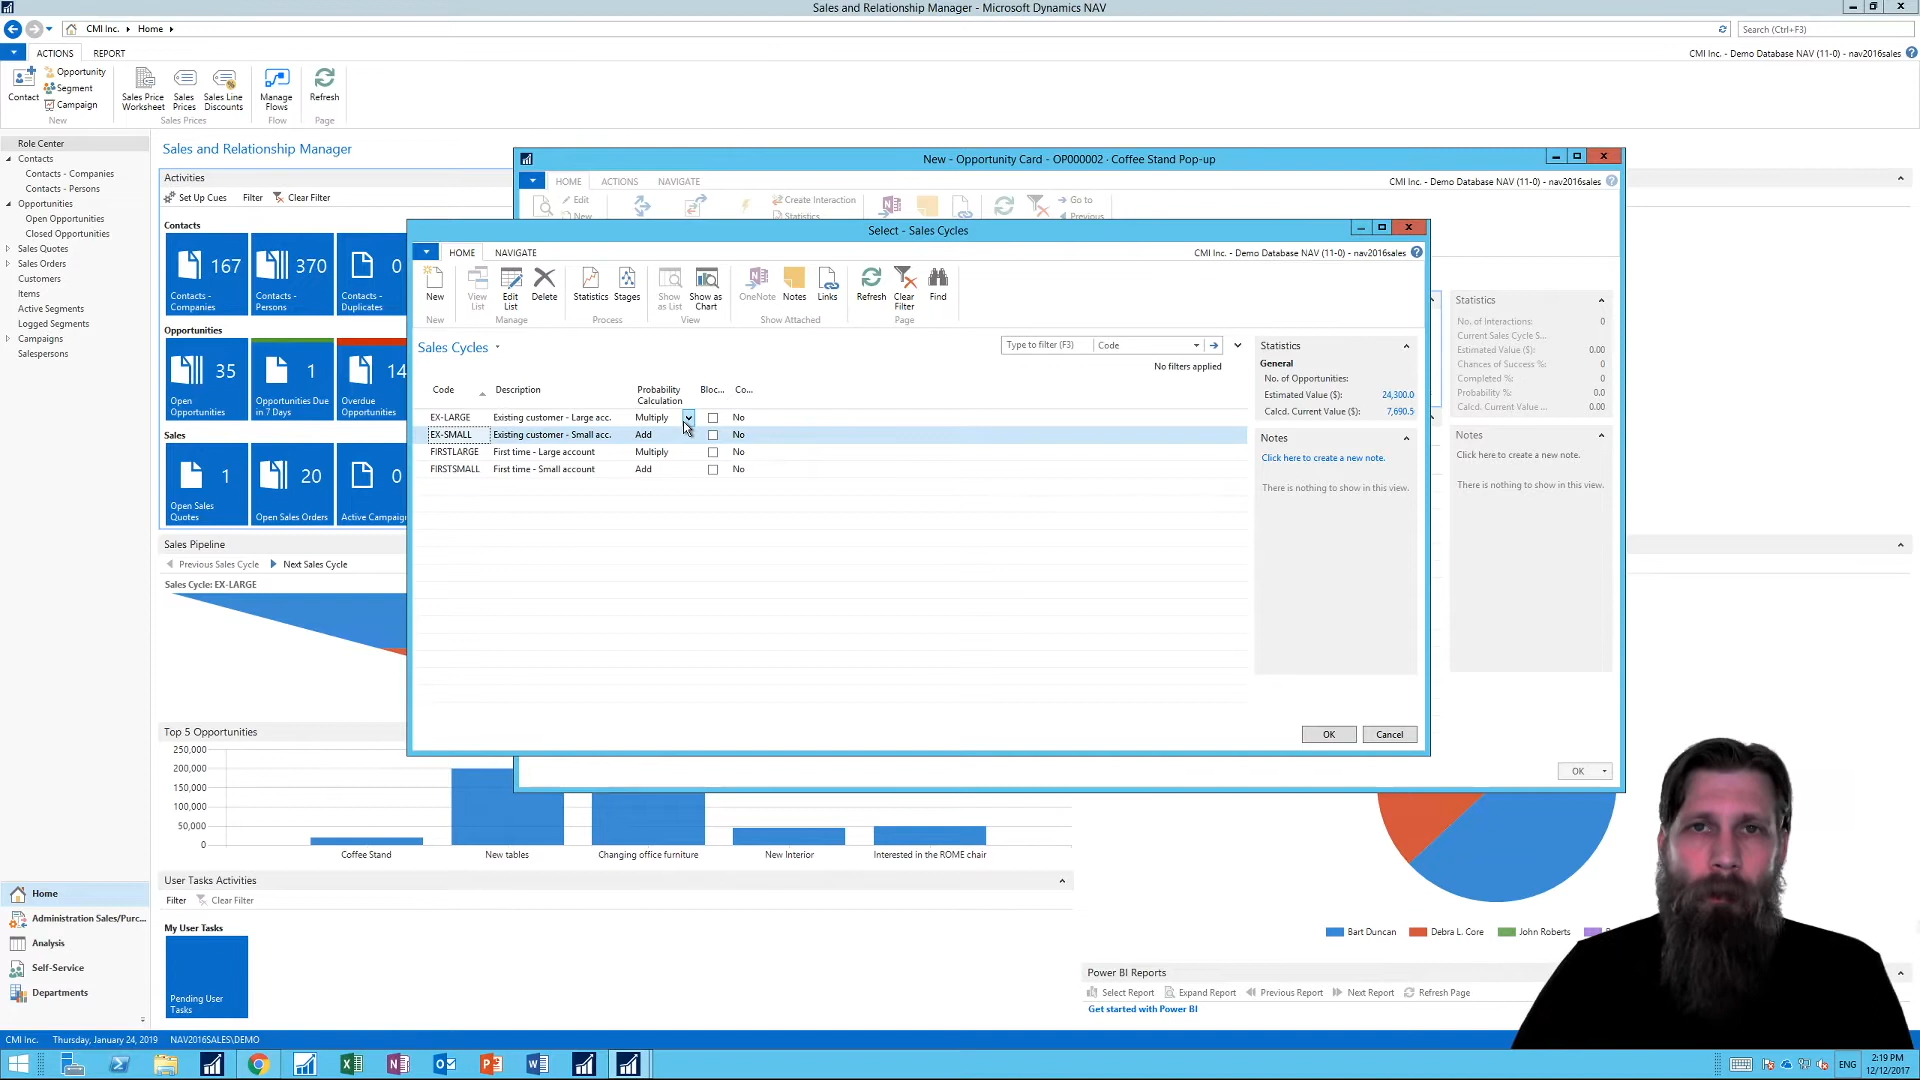 Sales and Relationship Manager - Microsoft Dynamics NAV
CMI Inc. Home
Search (Ctrl+F3)
ACTIONS REPORT
CMI Inc. - Demo Database NAV (11-0) - nav2016sales
Contact
Opportunity
Segment
Campaign
New
Sales Price Worksheet
Sales Prices
Sales Line Discounts
Sales Prices
Manage Flows
Flow
Refresh
Page
Role Center
Contacts
Contacts - Companies
Contacts - Persons
Opportunities
Open Opportunities
Closed Opportunities
Sales Quotes
Sales Orders
Customers
Items
Active Segments
Logged Segments
Campaigns
Salespersons
Home
Administration Sales/Purc...
Analysis
Self-Service
Departments
Sales and Relationship Manager
Activities
Set Up Cues Filter Clear Filter
Contacts
167
Contacts - Companies
370
Contacts - Persons
0
Contacts - Duplicates
Opportunities
35
Open Opportunities
1
Opportunities Due in 7 Days
14
Overdue Opportunities
Sales
1
Open Sales Quotes
20
Open Sales Orders
0
Active Campaig
Sales Pipeline
Previous Sales Cycle Next Sales Cycle
Sales Cycle: EX-LARGE
Top 5 Opportunities
250,000
200,000
150,000
100,000
50,000
0
Coffee Stand New tables Changing office furniture New Interior Interested in the ROME chair
User Tasks Activities
Filter Clear Filter
My User Tasks
Pending User Tasks
New - Opportunity Card - OP000002 · Coffee Stand Pop-up
HOME ACTIONS NAVIGATE
CMI Inc. - Demo Database NAV (11-0) - nav2016sales
Edit
New
Create Interaction
Statistics
Go to
Previous
Statistics
No. of Interactions: 0
Current Sales Cycle S...
Estimated Value ($): 0.00
Chances of Success %: 0
Completed %: 0
Probability %: 0.0
Calcd. Current Value ($): 0.00
Notes
Click here to create a new note.
There is nothing to show in this view.
OK
Select - Sales Cycles
HOME NAVIGATE
CMI Inc. - Demo Database NAV (11-0) - nav2016sales
New
New
View List
Edit List
Delete
Manage
Statistics
Stages
Process
Show as List
Show as Chart
View
OneNote
Notes
Links
Show Attached
Refresh
Clear Filter
Find
Page
Sales Cycles
Type to filter (F3) Code
No filters applied
Code Description Probability Calculation Bloc... Co...
EX-LARGE Existing customer - Large acc. Multiply No
EX-SMALL Existing customer - Small acc. Add No
FIRSTLARGE First time - Large account Multiply No
FIRSTSMALL First time - Small account Add No
Statistics
General
No. of Opportunities:
Estimated Value ($): 24,300.0
Calcd. Current Value ($): 7,690.5
Notes
Click here to create a new note.
There is nothing to show in this view.
OK Cancel
Bart Duncan Debra L. Core John Roberts
Power BI Reports
Select Report Expand Report Previous Report Next Report Refresh Page
Get started with Power BI
CMI Inc. Thursday, January 24, 2019 NAV2016SALES\DEMO
ENG
2:19 PM
12/12/2017